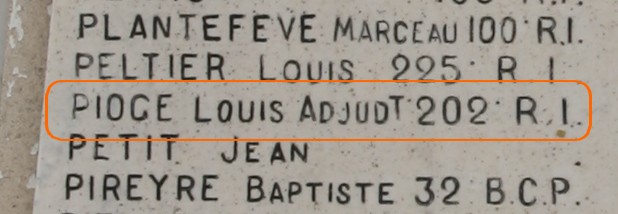 PLANTEFEVE MARCEAU 100· R.I.
PELTIER LOUIS 225· R I
PIOGE LOUIS ADJUDT 202· R.I.
PETIT JEAN
PIREYRE BAPTISTE 32 B.C.P.